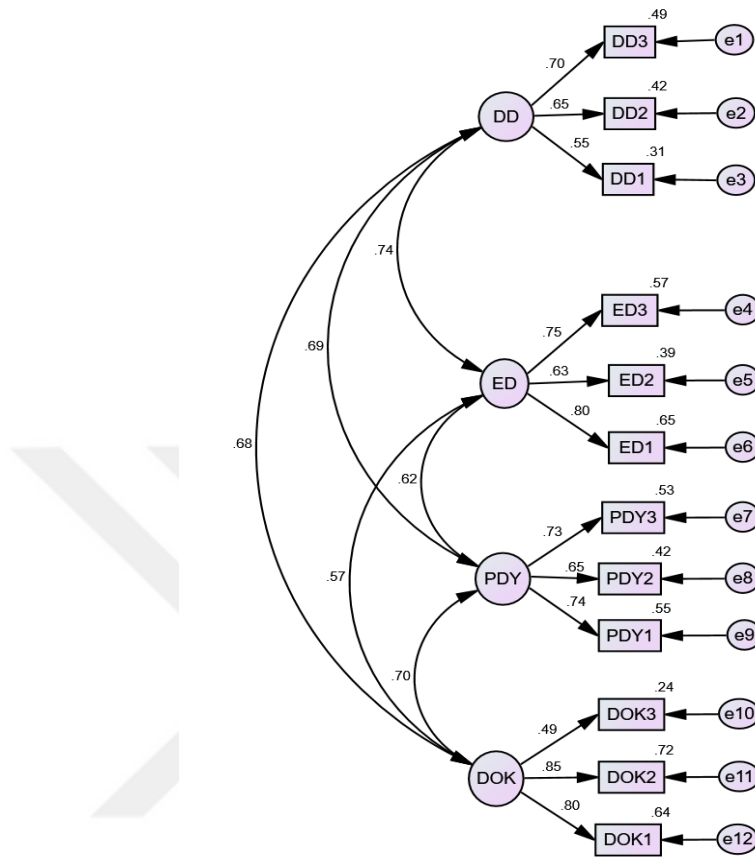 .49
DD3
e1
.70
.42
DD
.65
DD2
e2
.55
.31
DD1
e3
.74
.57
ED3
e4
.75
.69
.39
ED
.63
ED2
e5
.80
.65
.68
ED1
e6
.62
.53
PDY3
e7
.73
.57
.42
PDY
.65
PDY2
e8
.74
.55
PDY1
e9
.70
.24
DOK3
e10
.49
.72
DOK
.85
DOK2
e11
.80
.64
DOK1
e12